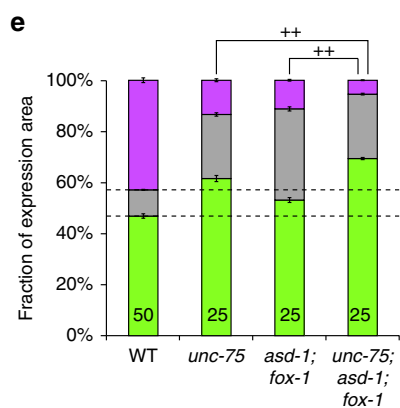 e
++
++
Fraction of expression area
100%
80%
60%
40%
20%
0%
50
25
25
25
WT
unc-75
asd-1;
fox-1
unc-75;
asd-1;
fox-1